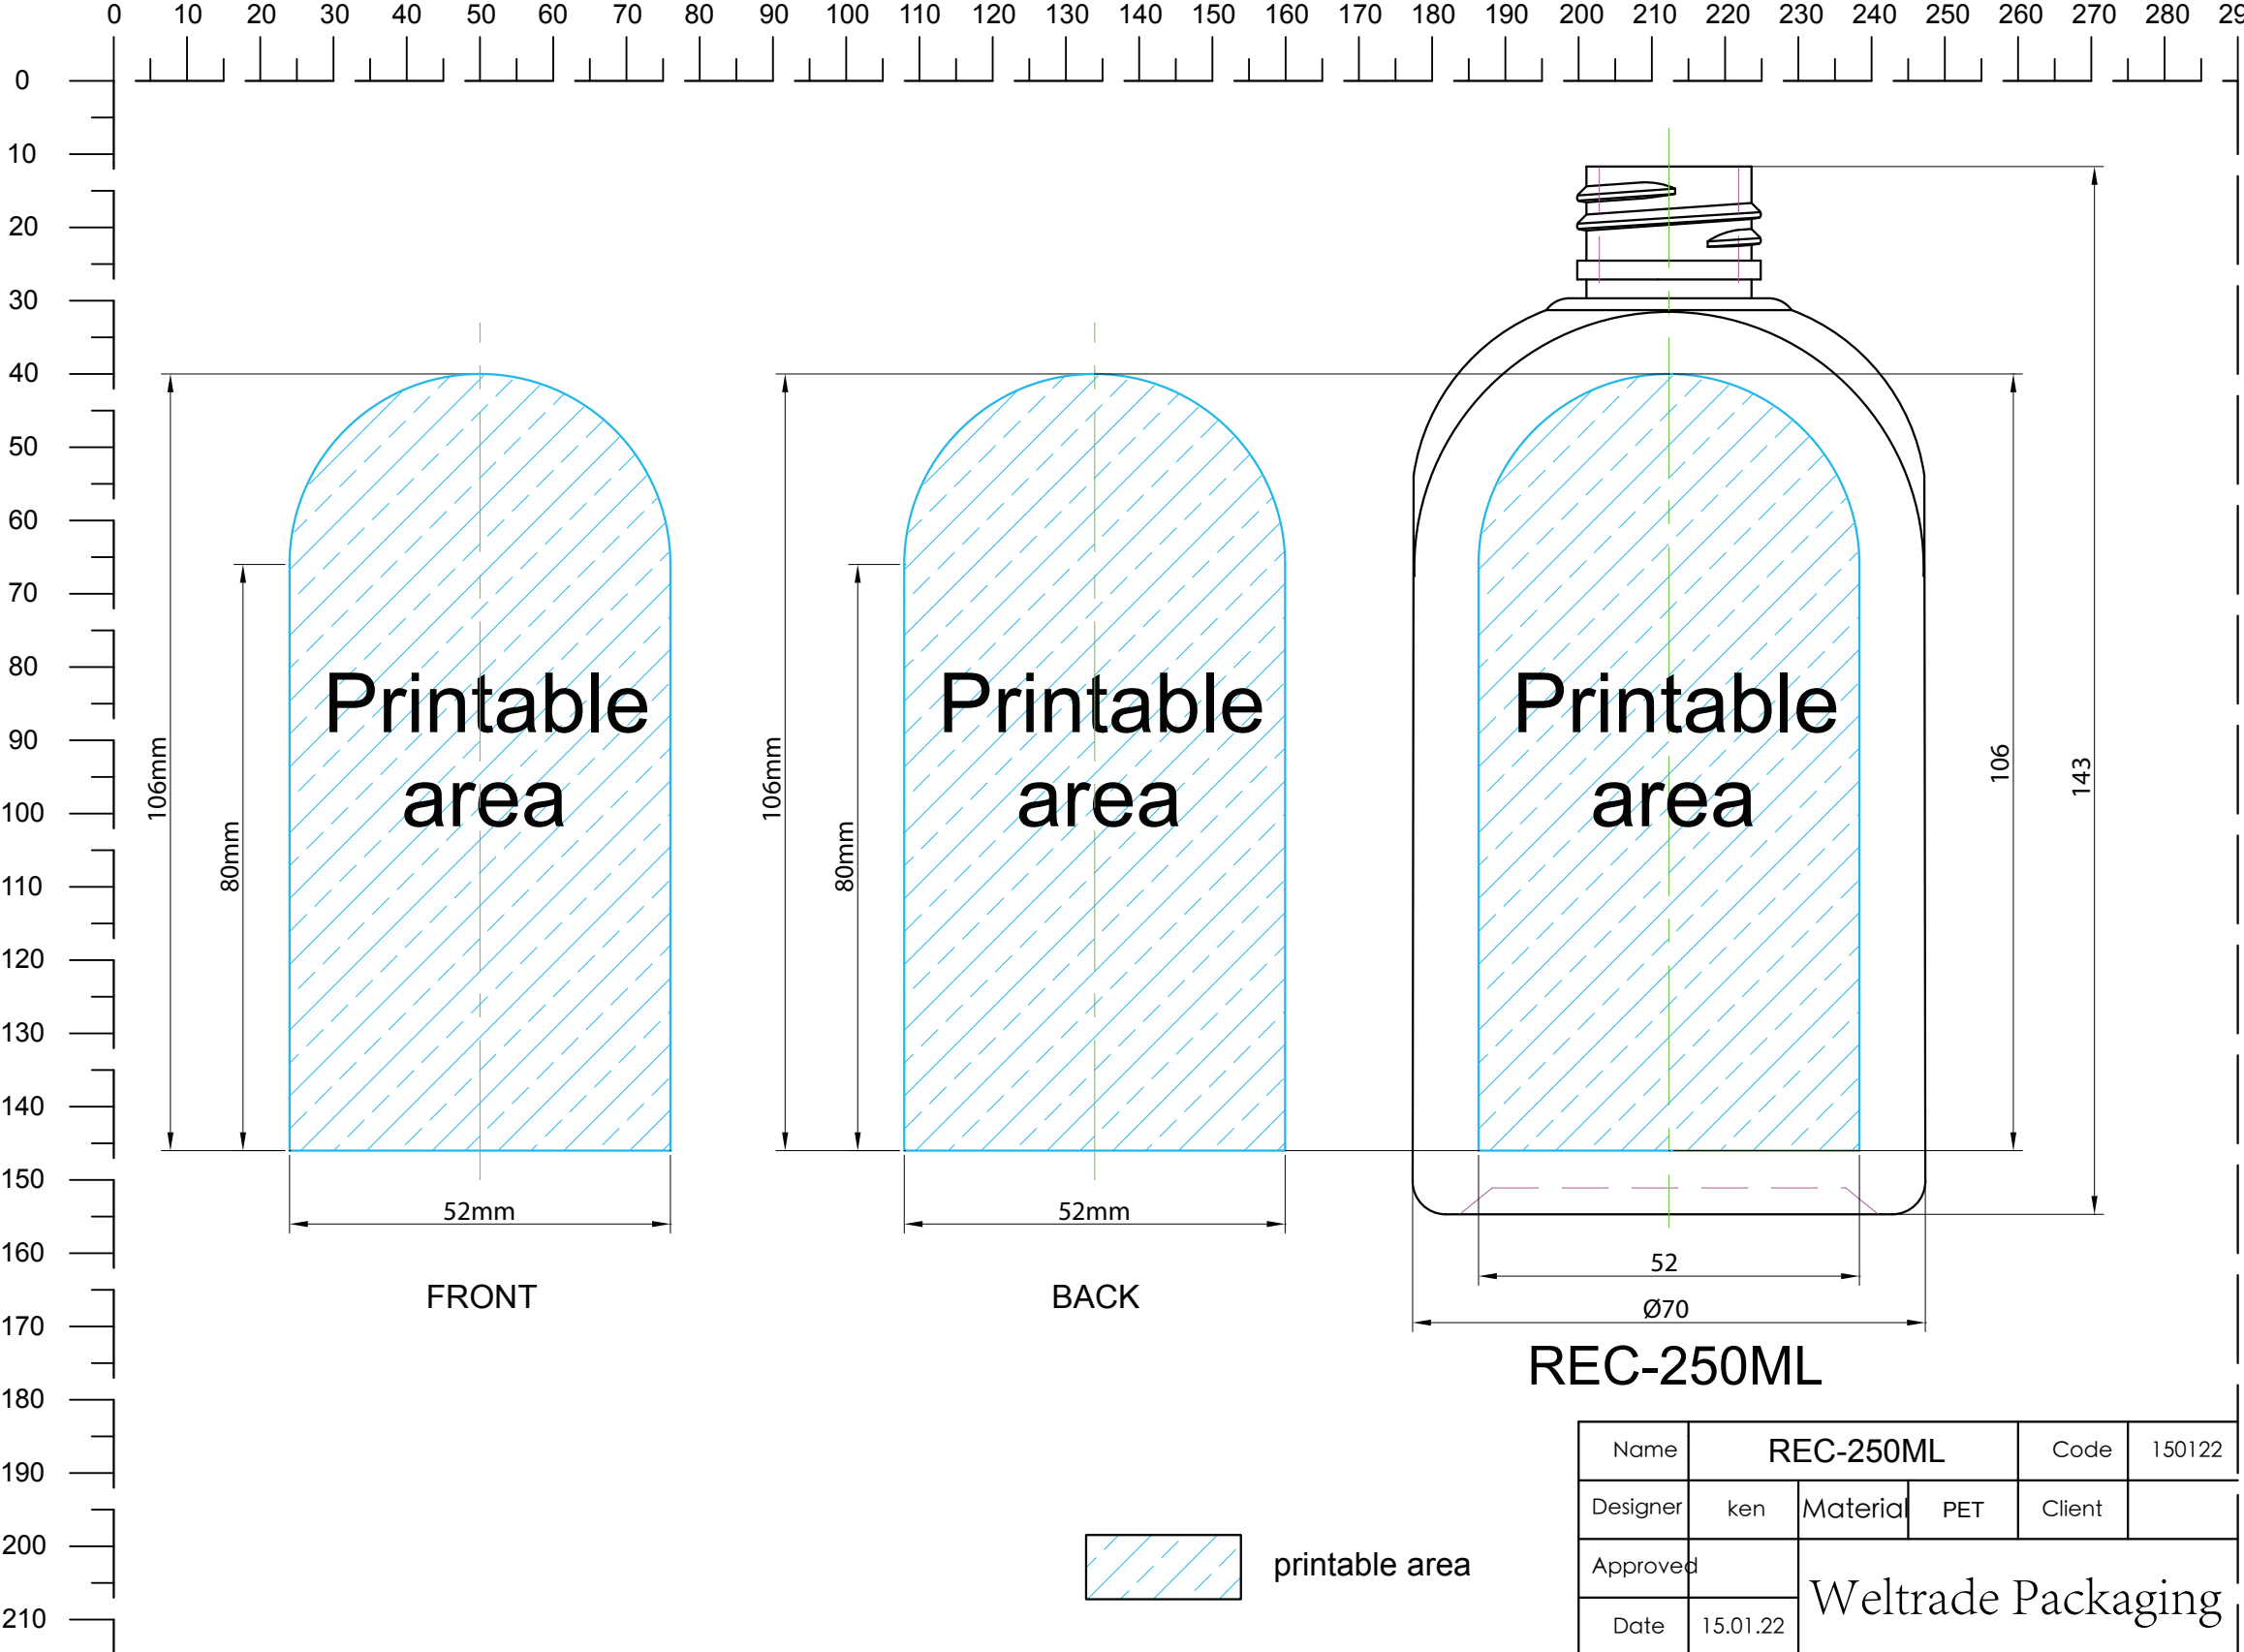 0 10 20 30 40 50 60 70 80 90 100 110 120 130 140 150 160 170 180 190 200 210 220 230 240 250 260 270 280 29
0
10
20
30
40
50
60
70
80
90
100
110
120
130
140
150
160
170
180
190
200
210
106mm
80mm
Printable
area
52mm
FRONT
106mm
80mm
Printable
area
52mm
BACK
Printable
area
106
143
52
Ø70
REC-250ML
printable area
Name REC-250ML Code 150122
Designer ken Material PET Client
Approved
Date 15.01.22
Weltrade Packaging